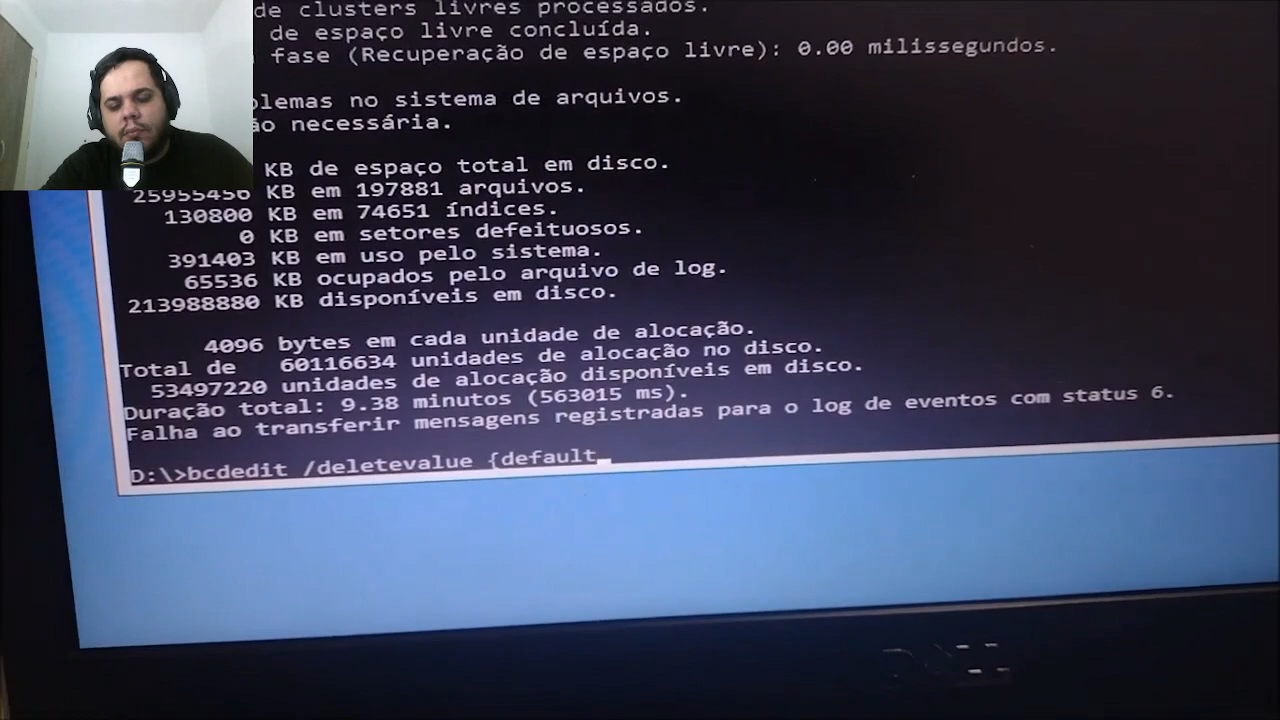 de clusters livres processados.
de espaço livre concluída.
fase (Recuperação de espaço livre): 0.00 milissegundos.
no sistema de arquivos.
necessária.
KB de espaço total em disco.
25955456 KB em 197881 arquivos.
130800 KB em 74651 índices.
0 KB em setores defeituosos.
391403 KB em uso pelo sistema.
65536 KB ocupados pelo arquivo de log.
213988880 KB disponíveis em disco.
4096 bytes em cada unidade de alocação.
Total de 60116634 unidades de alocação no disco.
53497220 unidades de alocação disponíveis em disco.
Duração total: 9.38 minutos (563015 ms).
Falha ao transferir mensagens registradas para o log de eventos com status 6.
D:\>bcdedit /deletevalue {default_